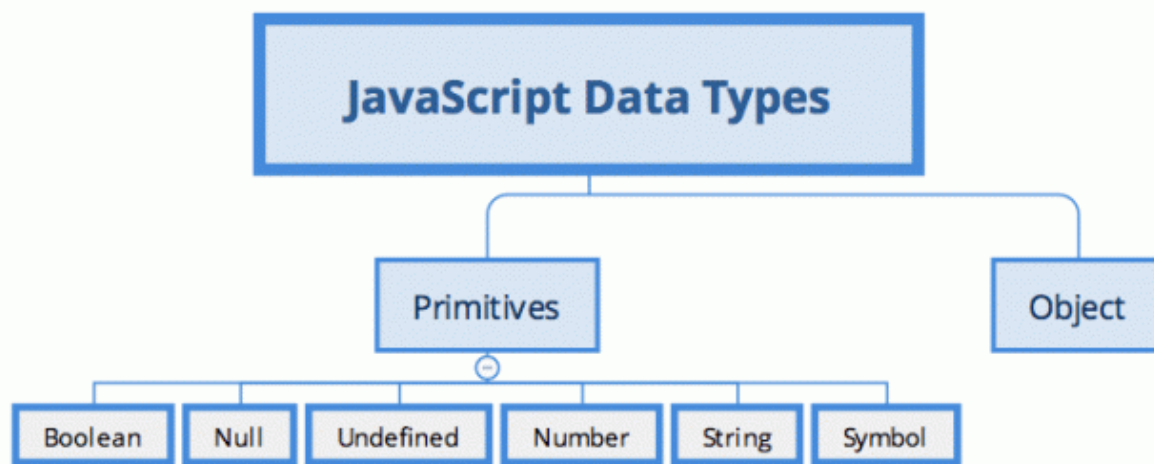 JavaScript Data Types
Primitives
Object
Boolean
Null
Undefined
Number
String
Symbol